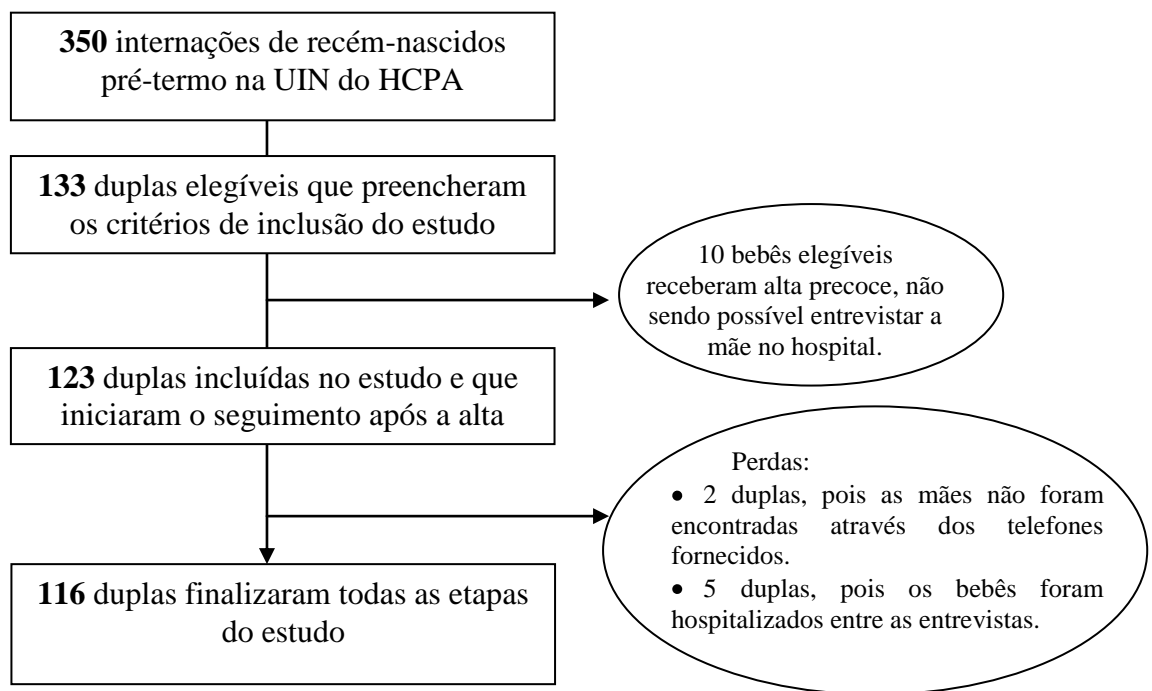 350 internações de recém-nascidos
pré-termo na UIN do HCPA
133 duplas elegíveis que preencheram
os critérios de inclusão do estudo
10 bebês elegíveis
receberam alta precoce, não
sendo possível entrevistar a
mãe no hospital.
123 duplas incluídas no estudo e que
iniciaram o seguimento após a alta
Perdas:
• 2 duplas, pois as mães não foram
encontradas através dos telefones
fornecidos.
• 5 duplas, pois os bebês foram
hospitalizados entre as entrevistas.
116 duplas finalizaram todas as etapas
do estudo